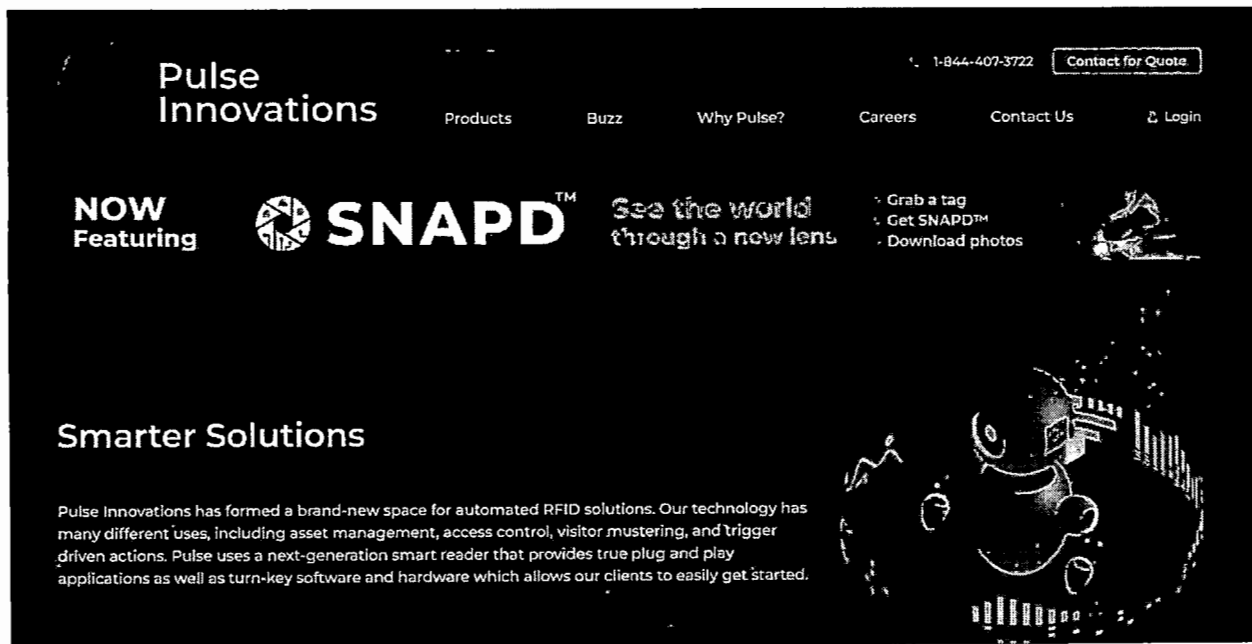 Pulse
Innovations
1-844-407-3722 Contact for Quote
Products Buzz Why Pulse? Careers Contact Us Login
NOW
Featuring
SNAPD™
See the world
through a new lens
Grab a tag
Get SNAPD™
Download photos
Smarter Solutions
Pulse Innovations has formed a brand-new space for automated RFID solutions. Our technology has
many different uses, including asset management, access control, visitor mustering, and trigger
driven actions. Pulse uses a next-generation smart reader that provides true plug and play
applications as well as turn-key software and hardware which allows our clients to easily get started.